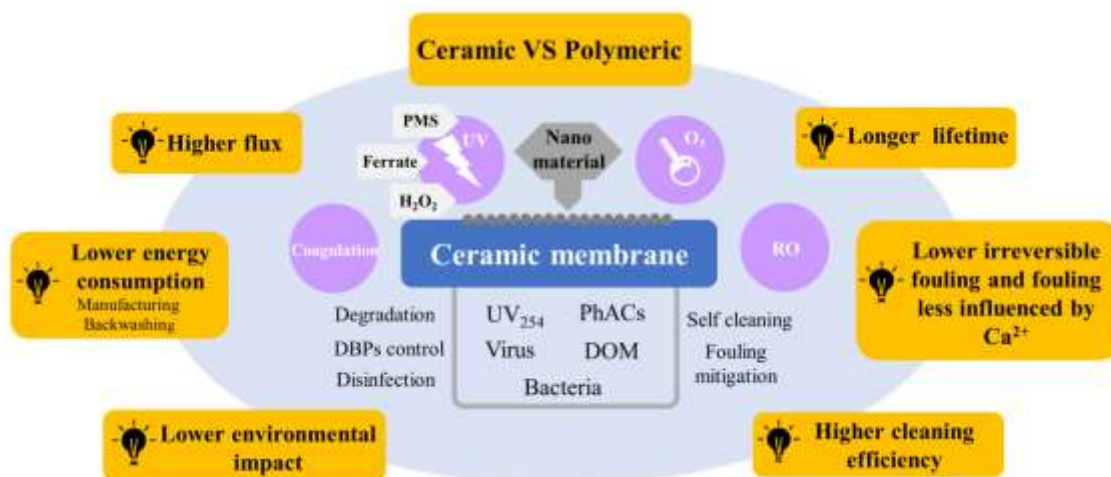 Ceramic VS Polymeric
Higher flux
Longer lifetime
PMS
UV
Ferrate
H₂O₂
Nano
material
O₃
Coagulation
Ceramic membrane
RO
Lower energy
consumption
Manufacturing
Backwashing
Lower irreversible
fouling and fouling
less influenced by
Ca²⁺
Degradation
DBPs control
Disinfection
UV₂₅₄ PhACs
Virus DOM
Bacteria
Self cleaning
Fouling
mitigation
Lower environmental
impact
Higher cleaning
efficiency